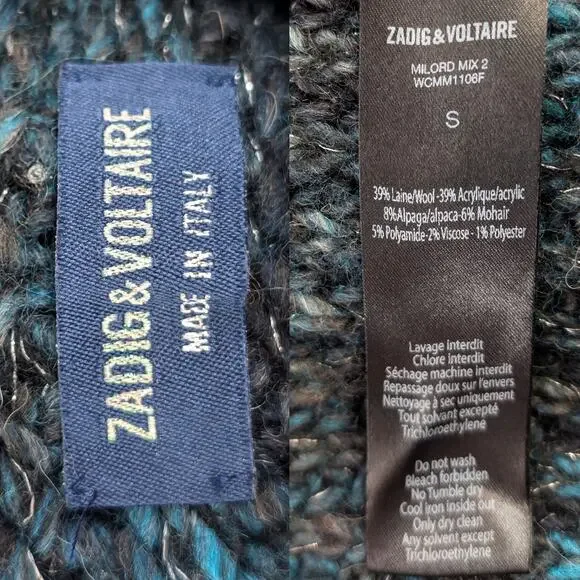 ZADIG&VOLTAIRE
MADE IN ITALY
ZADIG&VOLTAIRE
MILORD MIX 2
WCMM1106F
S
39% Laine/Wool -39% Acrylique/acrylic
8%Alpaga/alpaca-6% Mohair
5% Polyamide-2% Viscose - 1% Polyester
Lavage interdit
Chlore interdit
Séchage machine interdit
Repassage doux sur l'envers
Nettoyage à sec uniquement
Tout solvant excepté
Trichloroethylene
Do not wash
Bleach forbidden
No Tumble dry
Cool iron inside out
Only dry clean
Any solvent except
Trichloroethylene